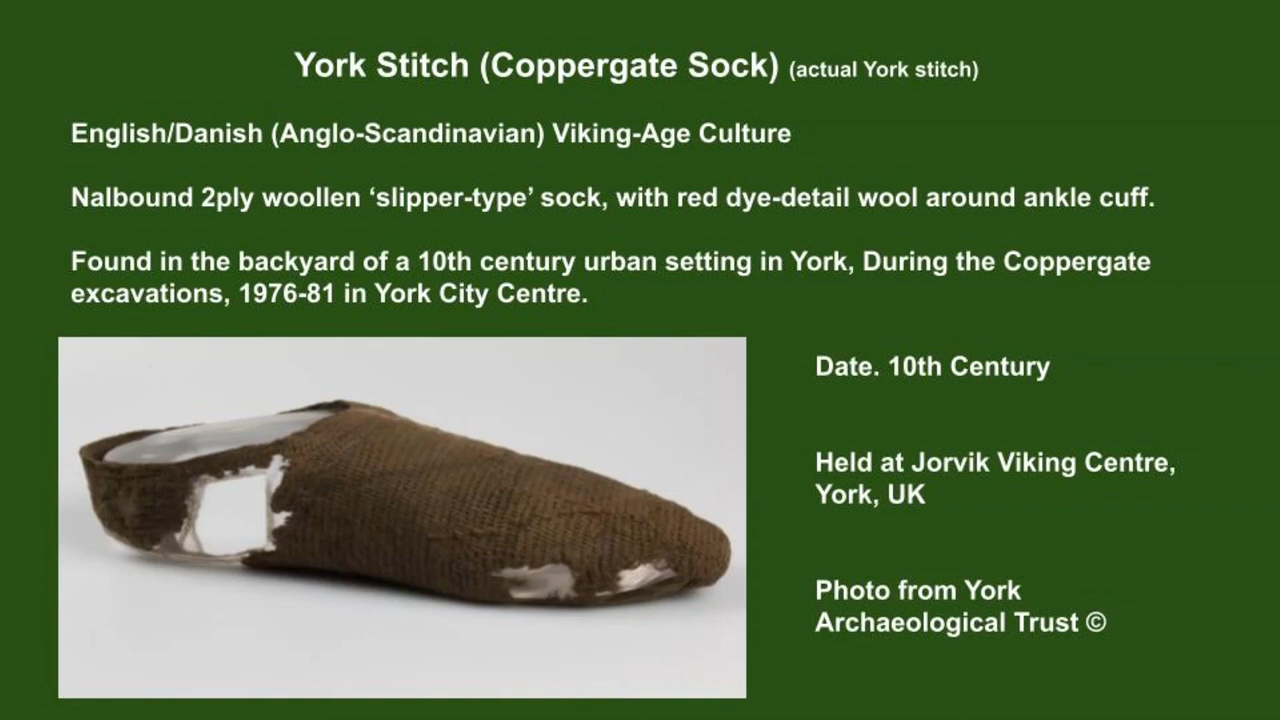 York Stitch (Coppergate Sock) (actual York stitch)
English/Danish (Anglo-Scandinavian) Viking-Age Culture
Nalbound 2ply woollen ‘slipper-type’ sock, with red dye-detail wool around ankle cuff.
Found in the backyard of a 10th century urban setting in York, During the Coppergate
excavations, 1976-81 in York City Centre.
Date. 10th Century
Held at Jorvik Viking Centre,
York, UK
Photo from York
Archaeological Trust ©